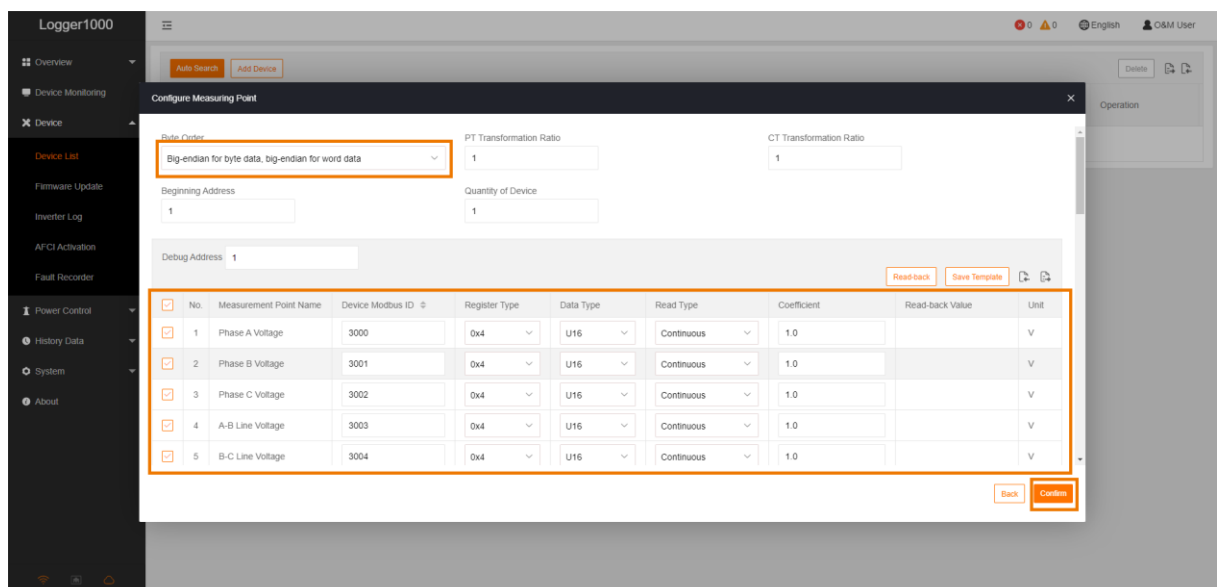 Logger1000
0 0 English O&M User
Overview
Device Monitoring
Device
Device List
Firmware Update
Inverter Log
AFCI Activation
Fault Recorder
Power Control
History Data
System
About
Auto Search Add Device Delete
Operation
Configure Measuring Point
Byte Order PT Transformation Ratio CT Transformation Ratio
Big-endian for byte data, big-endian for word data 1 1
Beginning Address Quantity of Device
1 1
Debug Address 1
Read-back Save Template
No. Measurement Point Name Device Modbus ID Register Type Data Type Read Type Coefficient Read-back Value Unit
1 Phase A Voltage 3000 0x4 U16 Continuous 1.0 V
2 Phase B Voltage 3001 0x4 U16 Continuous 1.0 V
3 Phase C Voltage 3002 0x4 U16 Continuous 1.0 V
4 A-B Line Voltage 3003 0x4 U16 Continuous 1.0 V
5 B-C Line Voltage 3004 0x4 U16 Continuous 1.0 V
Back Confirm